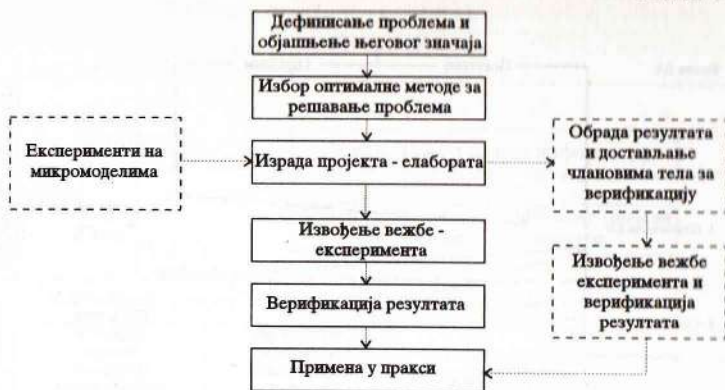 Дефинисање проблема и
објашњење његовог значаја
Избор оптималне методе за
решавање проблема
Експерименти на
микромоделима
Израда пројекта - елабората
Обрада резултата
и достављање
члановима тела за
верификацију
Извођење вежбе -
експеримента
Верификација резултата
Извођење вежбе
експеримента и
верификација
резултата
Примена у пракси